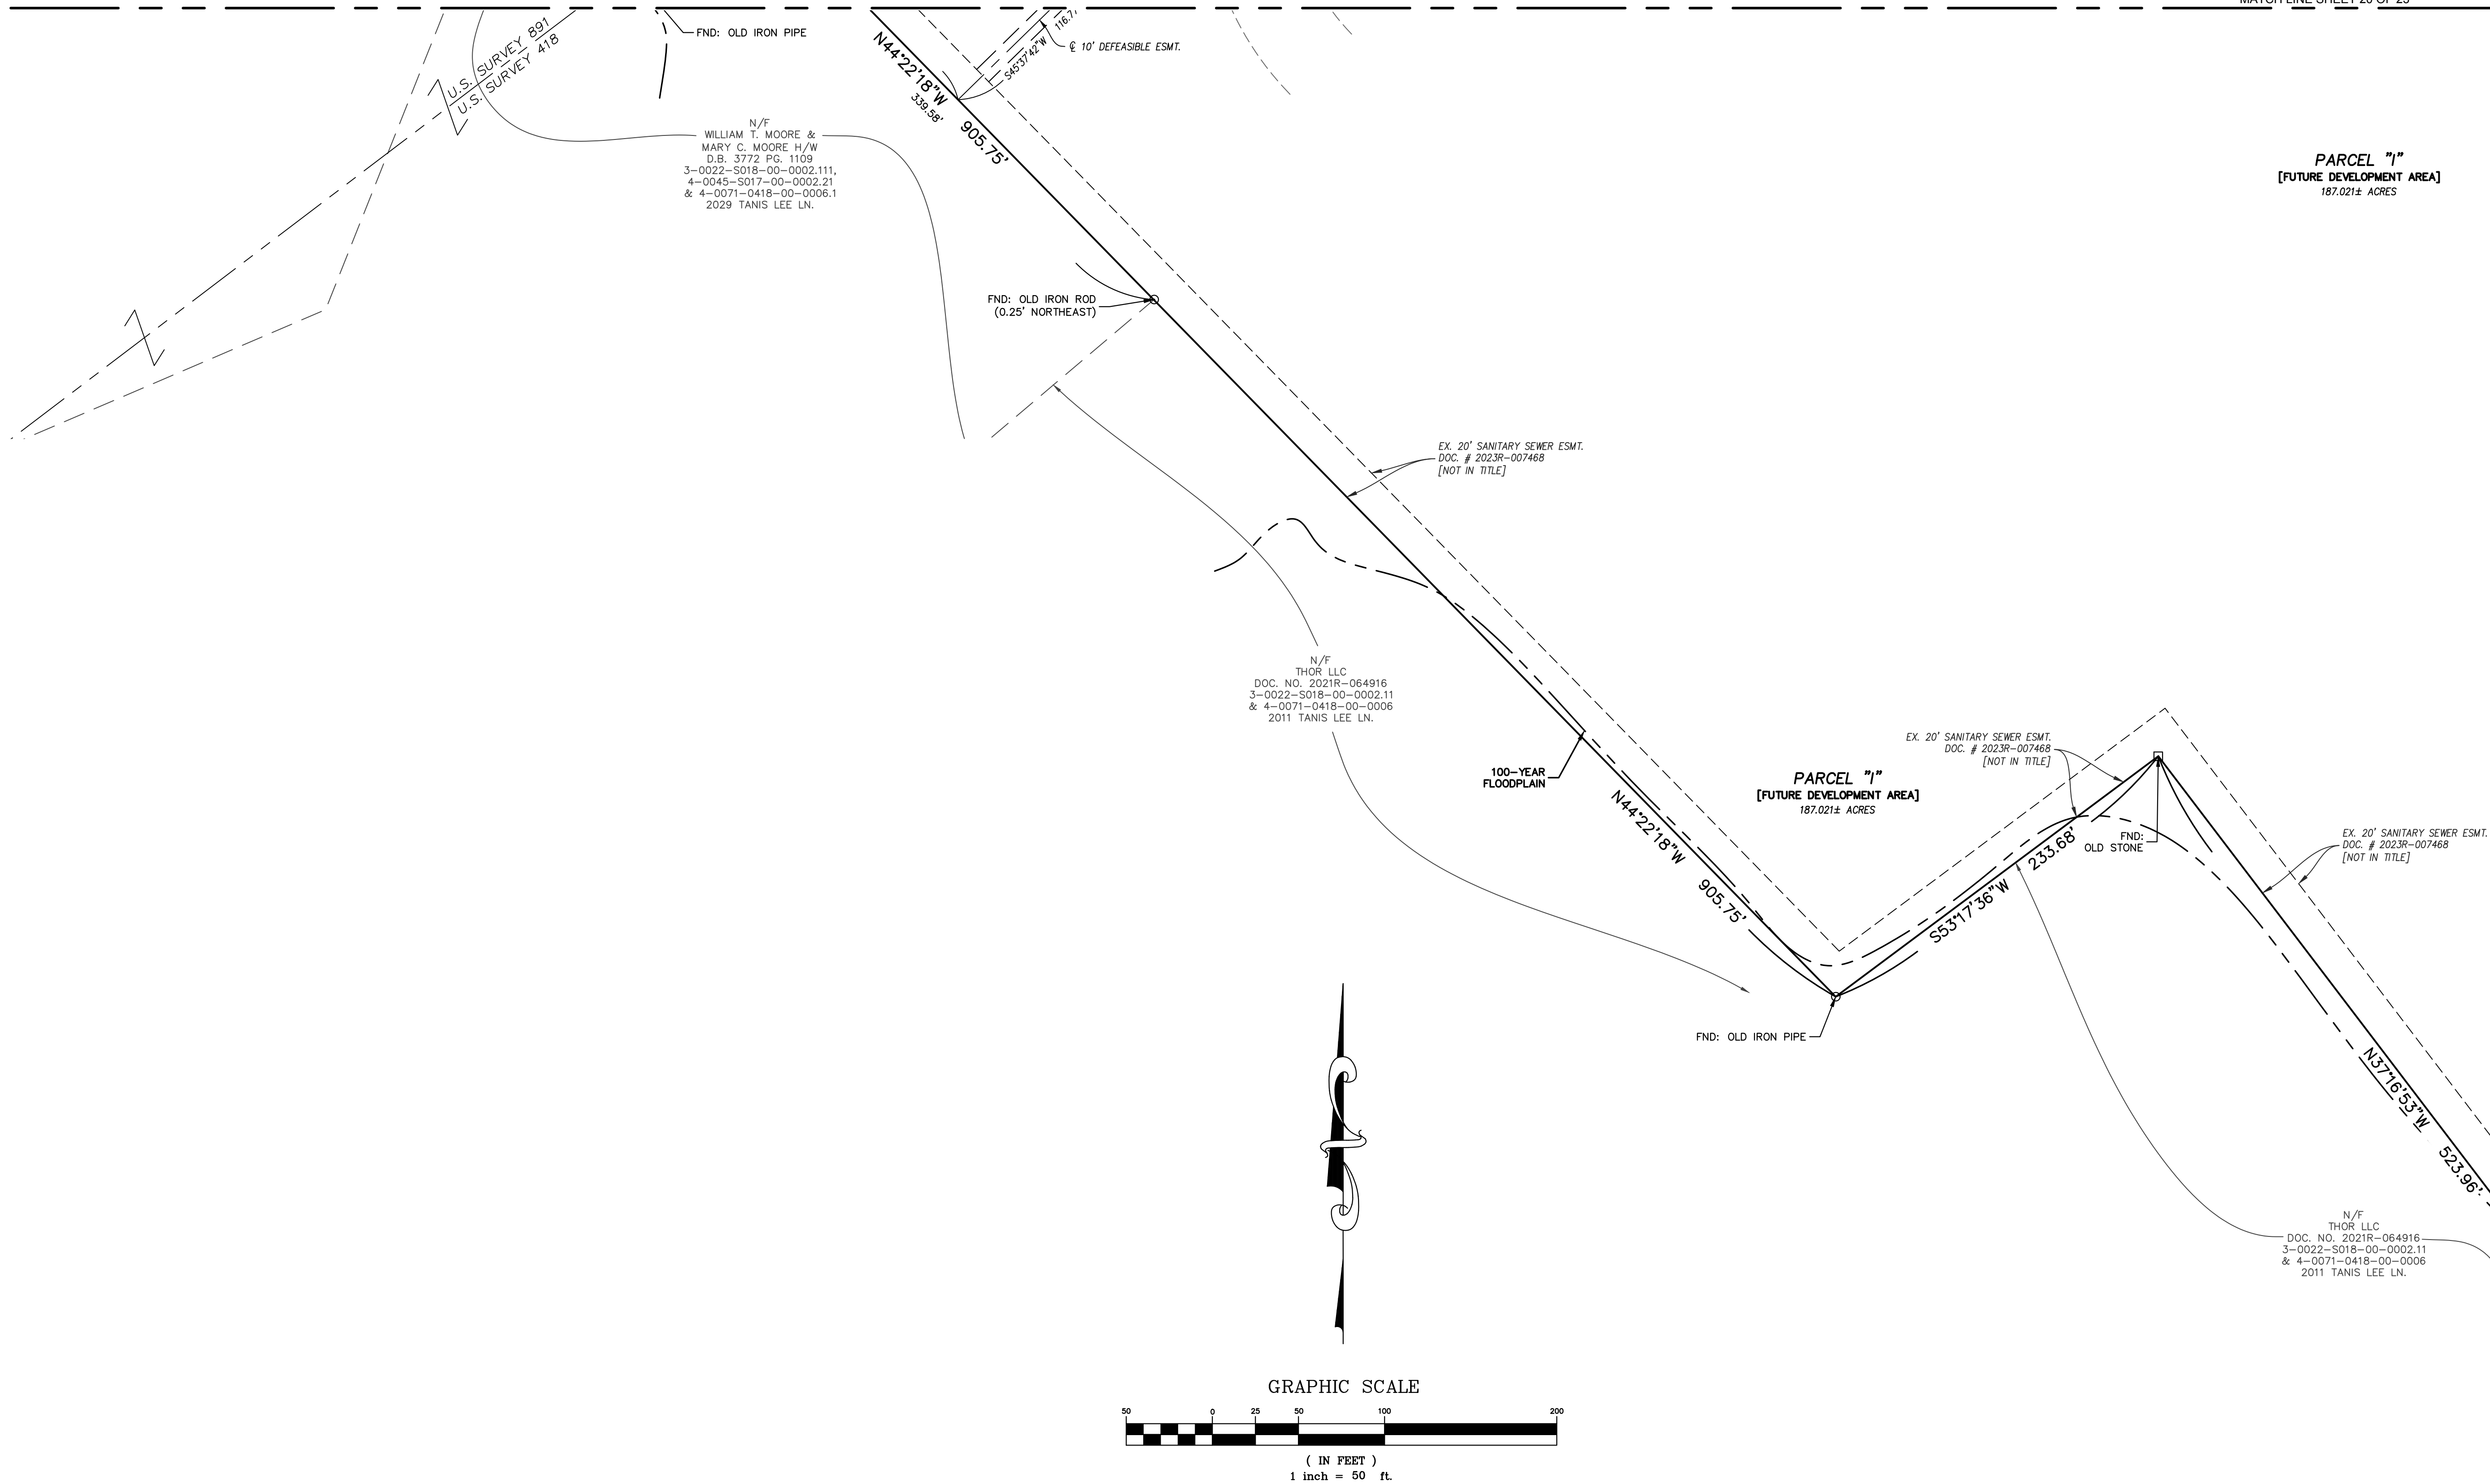 MATCH LINE SHEET 20 OF 25
U.S. SURVEY 891
U.S. SURVEY 418
FND: OLD IRON PIPE
N44°22'18"W
339.58'
905.75'
S45°37'42"W
℄ 10' DEFEASIBLE ESMT.
N/F
WILLIAM T. MOORE &
MARY C. MOORE H/W
D.B. 3772 PG. 1109
3-0022-S018-00-0002.111,
4-0045-S017-00-0002.21
& 4-0071-0418-00-0006.1
2029 TANIS LEE LN.
PARCEL "I"
[FUTURE DEVELOPMENT AREA]
187.021± ACRES
FND: OLD IRON ROD
(0.25' NORTHEAST)
EX. 20' SANITARY SEWER ESMT.
DOC. # 2023R-007468
[NOT IN TITLE]
N/F
THOR LLC
DOC. NO. 2021R-064916
3-0022-S018-00-0002.11
& 4-0071-0418-00-0006
2011 TANIS LEE LN.
100-YEAR
FLOODPLAIN
PARCEL "I"
[FUTURE DEVELOPMENT AREA]
187.021± ACRES
EX. 20' SANITARY SEWER ESMT.
DOC. # 2023R-007468
[NOT IN TITLE]
FND:
OLD STONE
EX. 20' SANITARY SEWER ESMT.
DOC. # 2023R-007468
[NOT IN TITLE]
N44°22'18"W
905.75'
S53°17'36"W
233.68'
FND: OLD IRON PIPE
N37°16'53"W
523.96'
N/F
THOR LLC
DOC. NO. 2021R-064916
3-0022-S018-00-0002.11
& 4-0071-0418-00-0006
2011 TANIS LEE LN.
GRAPHIC SCALE
50 0 25 50 100 200
( IN FEET )
1 inch = 50 ft.